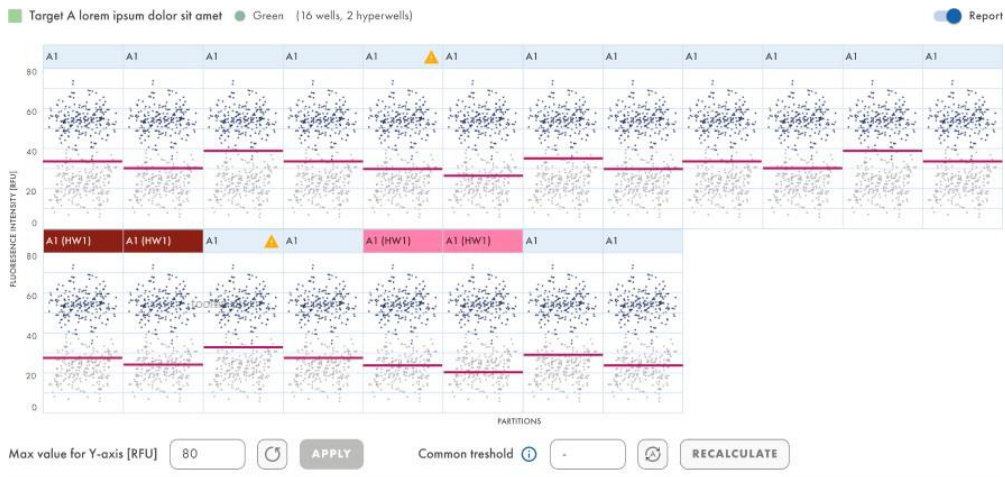 Target A lorem ipsum dolor sit amet Green (16 wells, 2 hyperwells) Report
A1 A1 A1 A1 A1 A1 A1 A1 A1 A1 A1 A1
80
60
40
20
0
FLUORESCENCE INTENSITY [RFU]
A1 (HW1) A1 (HW1) A1 A1 A1 (HW1) A1 (HW1) A1 A1
80
60
40
20
0
PARTITIONS
Max value for Y-axis [RFU] 80 APPLY Common treshold - RECALCULATE